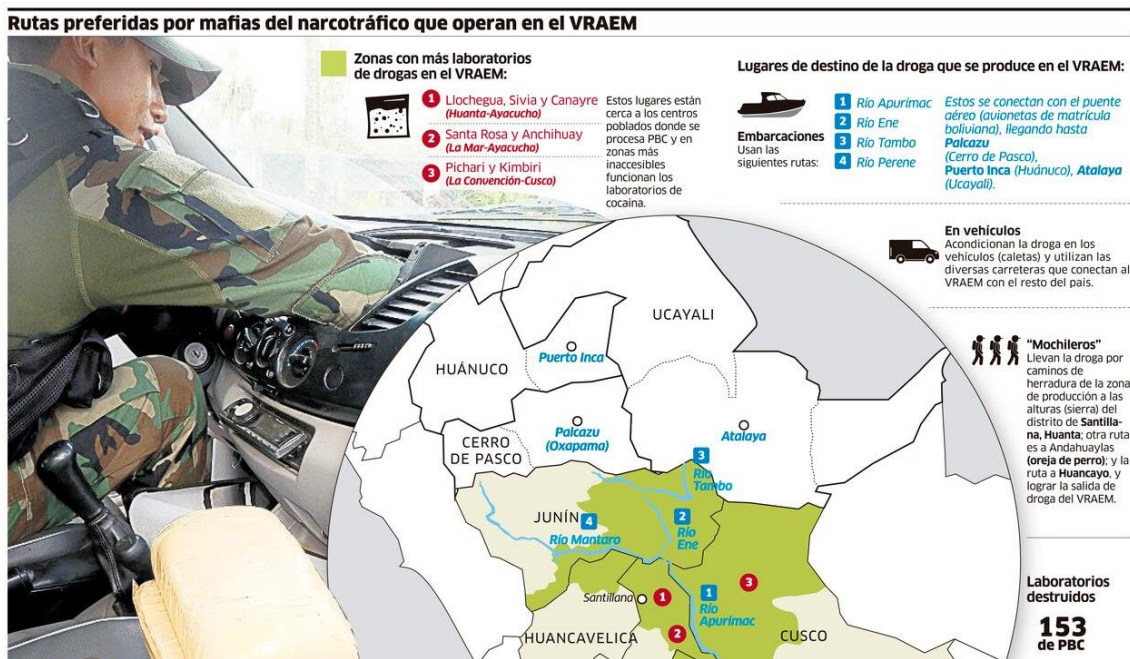 Rutas preferidas por mafias del narcotráfico que operan en el VRAEM
Zonas con más laboratorios
de drogas en el VRAEM:
1 Llochegua, Sivia y Canayre
(Huanta-Ayacucho)
2 Santa Rosa y Anchihuay
(La Mar-Ayacucho)
3 Pichari y Kimbiri
(La Convención-Cusco)
Estos lugares están
cerca a los centros
poblados donde se
procesa PBC y en
zonas más
inaccesibles
funcionan los
laboratorios de
cocaína.
Lugares de destino de la droga que se produce en el VRAEM:
Embarcaciones
Usan las
siguientes rutas:
1 Río Apurímac
2 Río Ene
3 Río Tambo
4 Río Perene
Estos se conectan con el puente
aéreo (avionetas de matrícula
boliviana), llegando hasta
Palcazu
(Cerro de Pasco),
Puerto Inca (Huánuco), Atalaya
(Ucayali).
En vehículos
Acondicionan la droga en los
vehículos (caletas) y utilizan las
diversas carreteras que conectan al
VRAEM con el resto del país.
"Mochileros"
Llevan la droga por
caminos de
herradura de la zona
de producción a las
alturas (sierra) del
distrito de Santilla-
na, Huanta; otra ruta
es a Andahuaylas
(oreja de perro); y la
ruta a Huancayo, y
lograr la salida de
droga del VRAEM.
Laboratorios
destruidos
153
de PBC
UCAYALI
Puerto Inca
HUÁNUCO
Palcazu
(Oxapama)
Atalaya
CERRO
DE PASCO
3
Río
Tambo
JUNÍN
4
Río Mantaro
2
Río
Ene
Santillana
1
1
Río
Apurímac
3
2
HUANCAVELICA
CUSCO